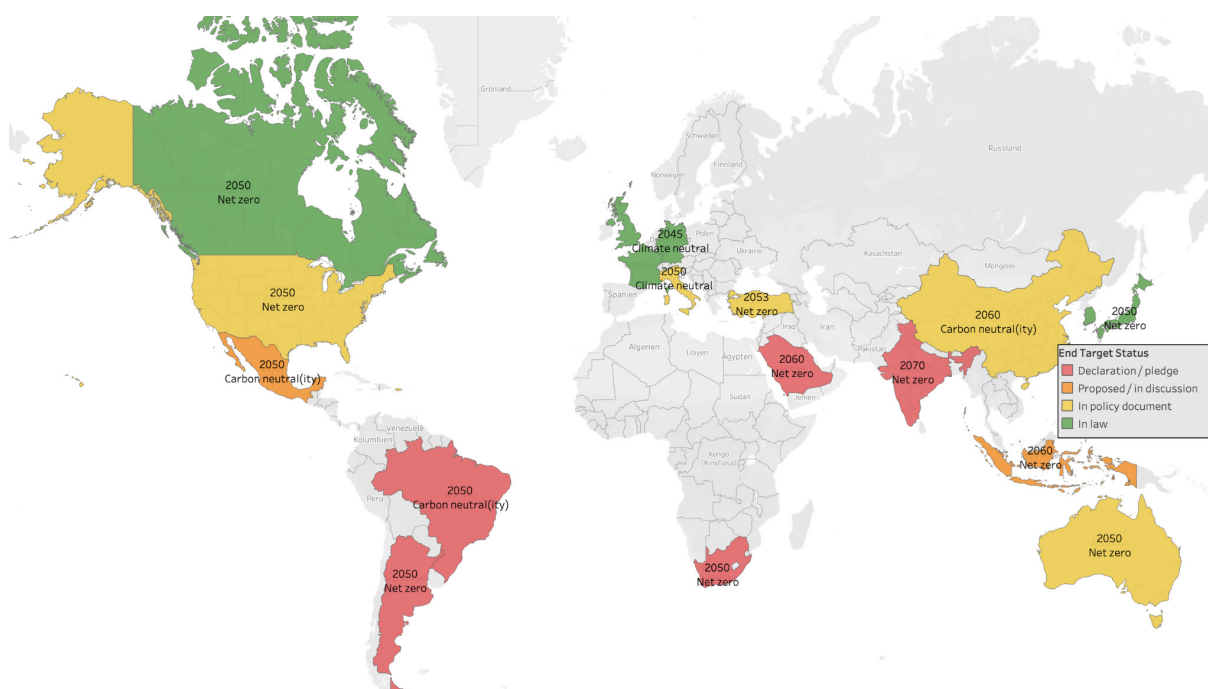 Grönland
Schweden
Finnland
Russland
Norwegen
2050
Net zero
2045
Climate neutral
Polen
Ukraine
Kasachstan
Mongolei
2050
Climate neutral
2050
Net zero
Spanien
2053
Net zero
2060
Carbon neutral(ity)
2050
Net zero
Irak
Iran
Algerien
Libyen
Ägypten
Pakistan
2050
Carbon neutral(ity)
2060
Net zero
2070
Net zero
End Target Status
Declaration / pledge
Proposed / in discussion
In policy document
In law
Sudan
Jemen
Venezuela
Kolumbien
Kongo
(Kinshasa)
2060
Net zero
Peru
2050
Carbon neutral(ity)
2050
Net zero
2050
Net zero
2050
Net zero